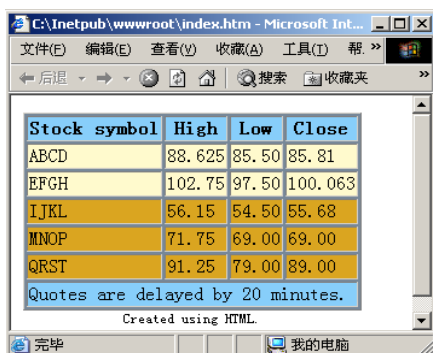 C:\Inetpub\wwwroot\index.htm - Microsoft Int...
文件(F) 编辑(E) 查看(V) 收藏(A) 工具(T) 帮 »
后退 搜索 收藏夹 »
Stock symbol High Low Close
ABCD 88.625 85.50 85.81
EFGH 102.75 97.50 100.063
IJKL 56.15 54.50 55.68
MNOP 71.75 69.00 69.00
QRST 91.25 79.00 89.00
Quotes are delayed by 20 minutes.
Created using HTML.
完毕 我的电脑